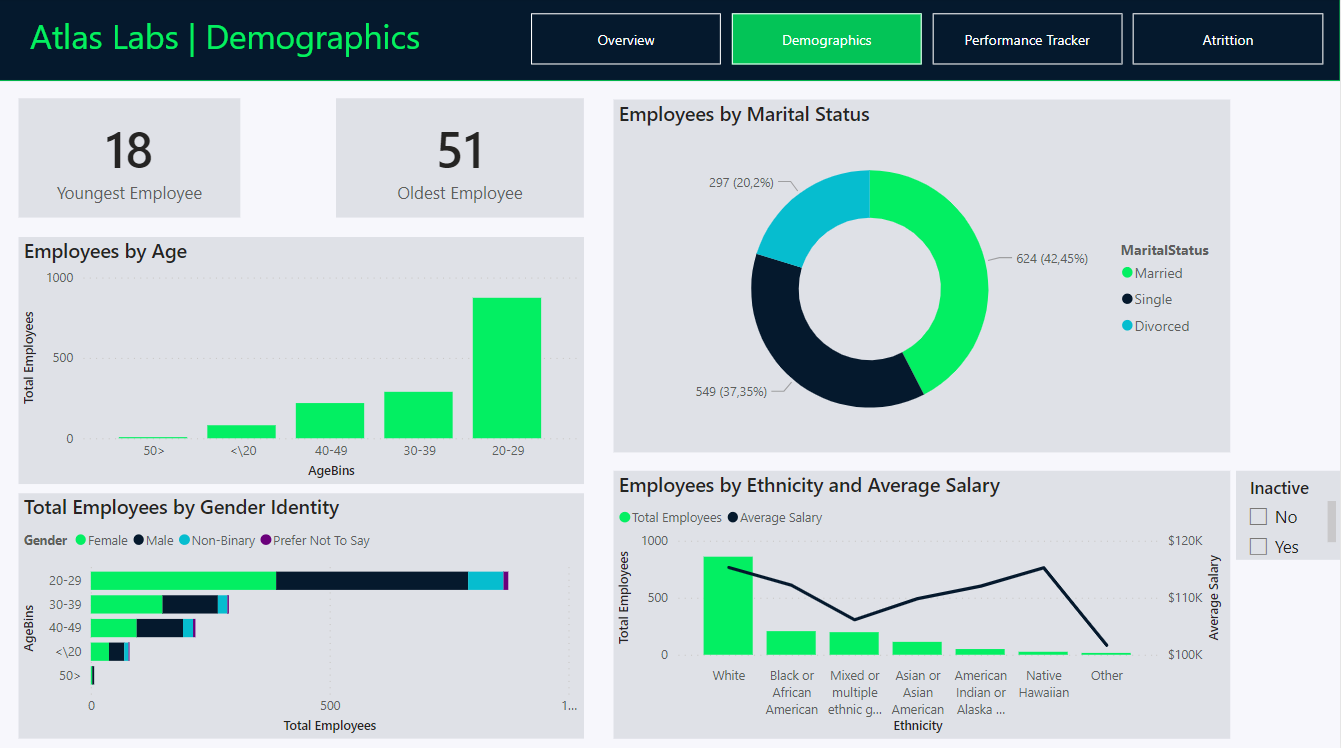 Atlas Labs | Demographics
Overview
Demographics
Performance Tracker
Atrittion
18
Youngest Employee
51
Oldest Employee
Employees by Age
1000
500
0
Total Employees
50>
<\20
40-49
30-39
20-29
AgeBins
Total Employees by Gender Identity
Gender
Female
Male
Non-Binary
Prefer Not To Say
AgeBins
20-29
30-39
40-49
<\20
50>
0
500
1...
Total Employees
Employees by Marital Status
297 (20,2%)
624 (42,45%)
549 (37,35%)
MaritalStatus
Married
Single
Divorced
Employees by Ethnicity and Average Salary
Total Employees
Average Salary
1000
500
0
Total Employees
$120K
$110K
$100K
Average Salary
White
Black or
African
American
Mixed or
multiple
ethnic g...
Asian or
Asian
American
American
Indian or
Alaska ...
Native
Hawaiian
Other
Ethnicity
Inactive
No
Yes